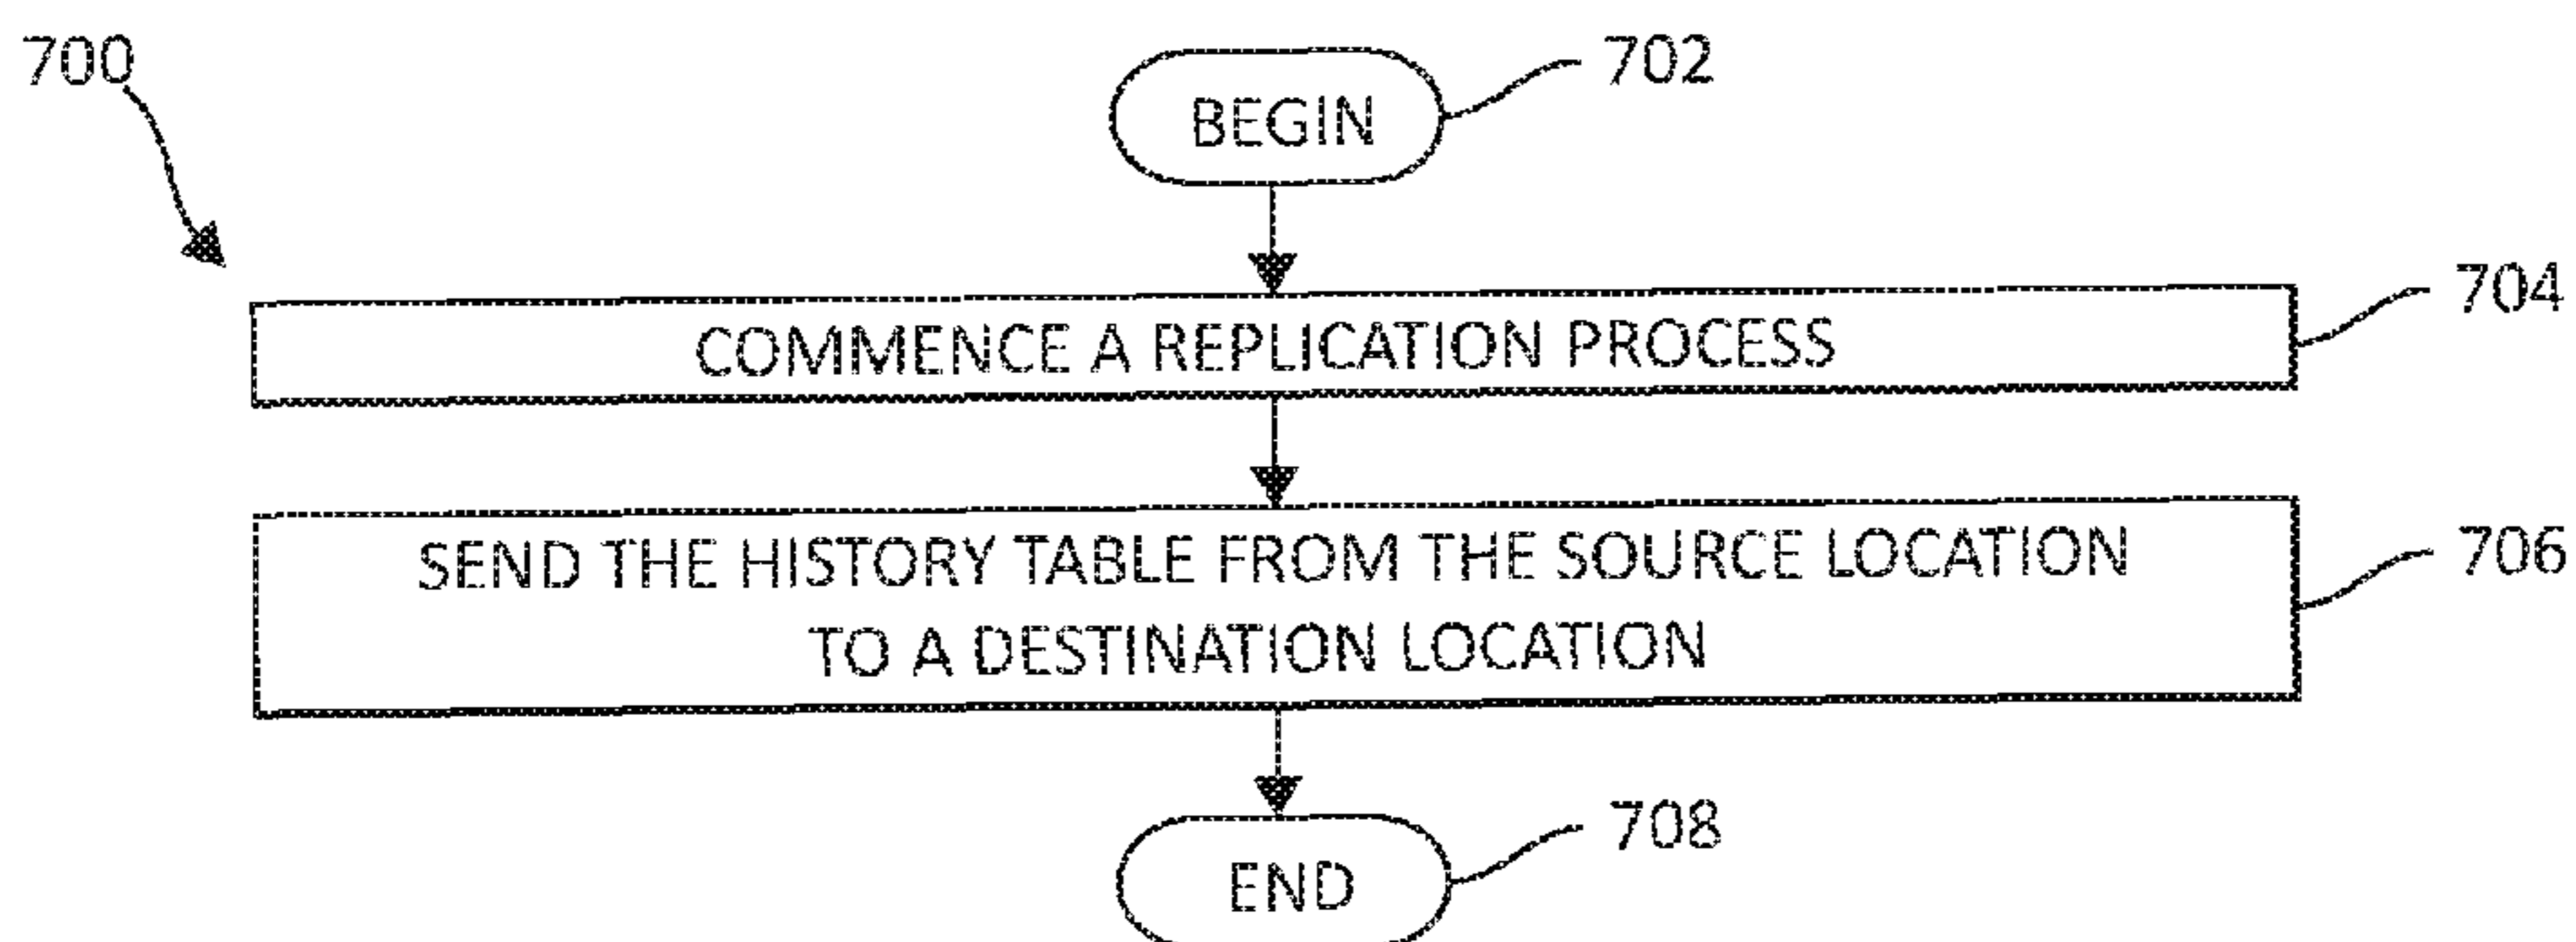 700
702
BEGIN
704
COMMENCE A REPLICATION PROCESS
706
SEND THE HISTORY TABLE FROM THE SOURCE LOCATION
TO A DESTINATION LOCATION
708
END